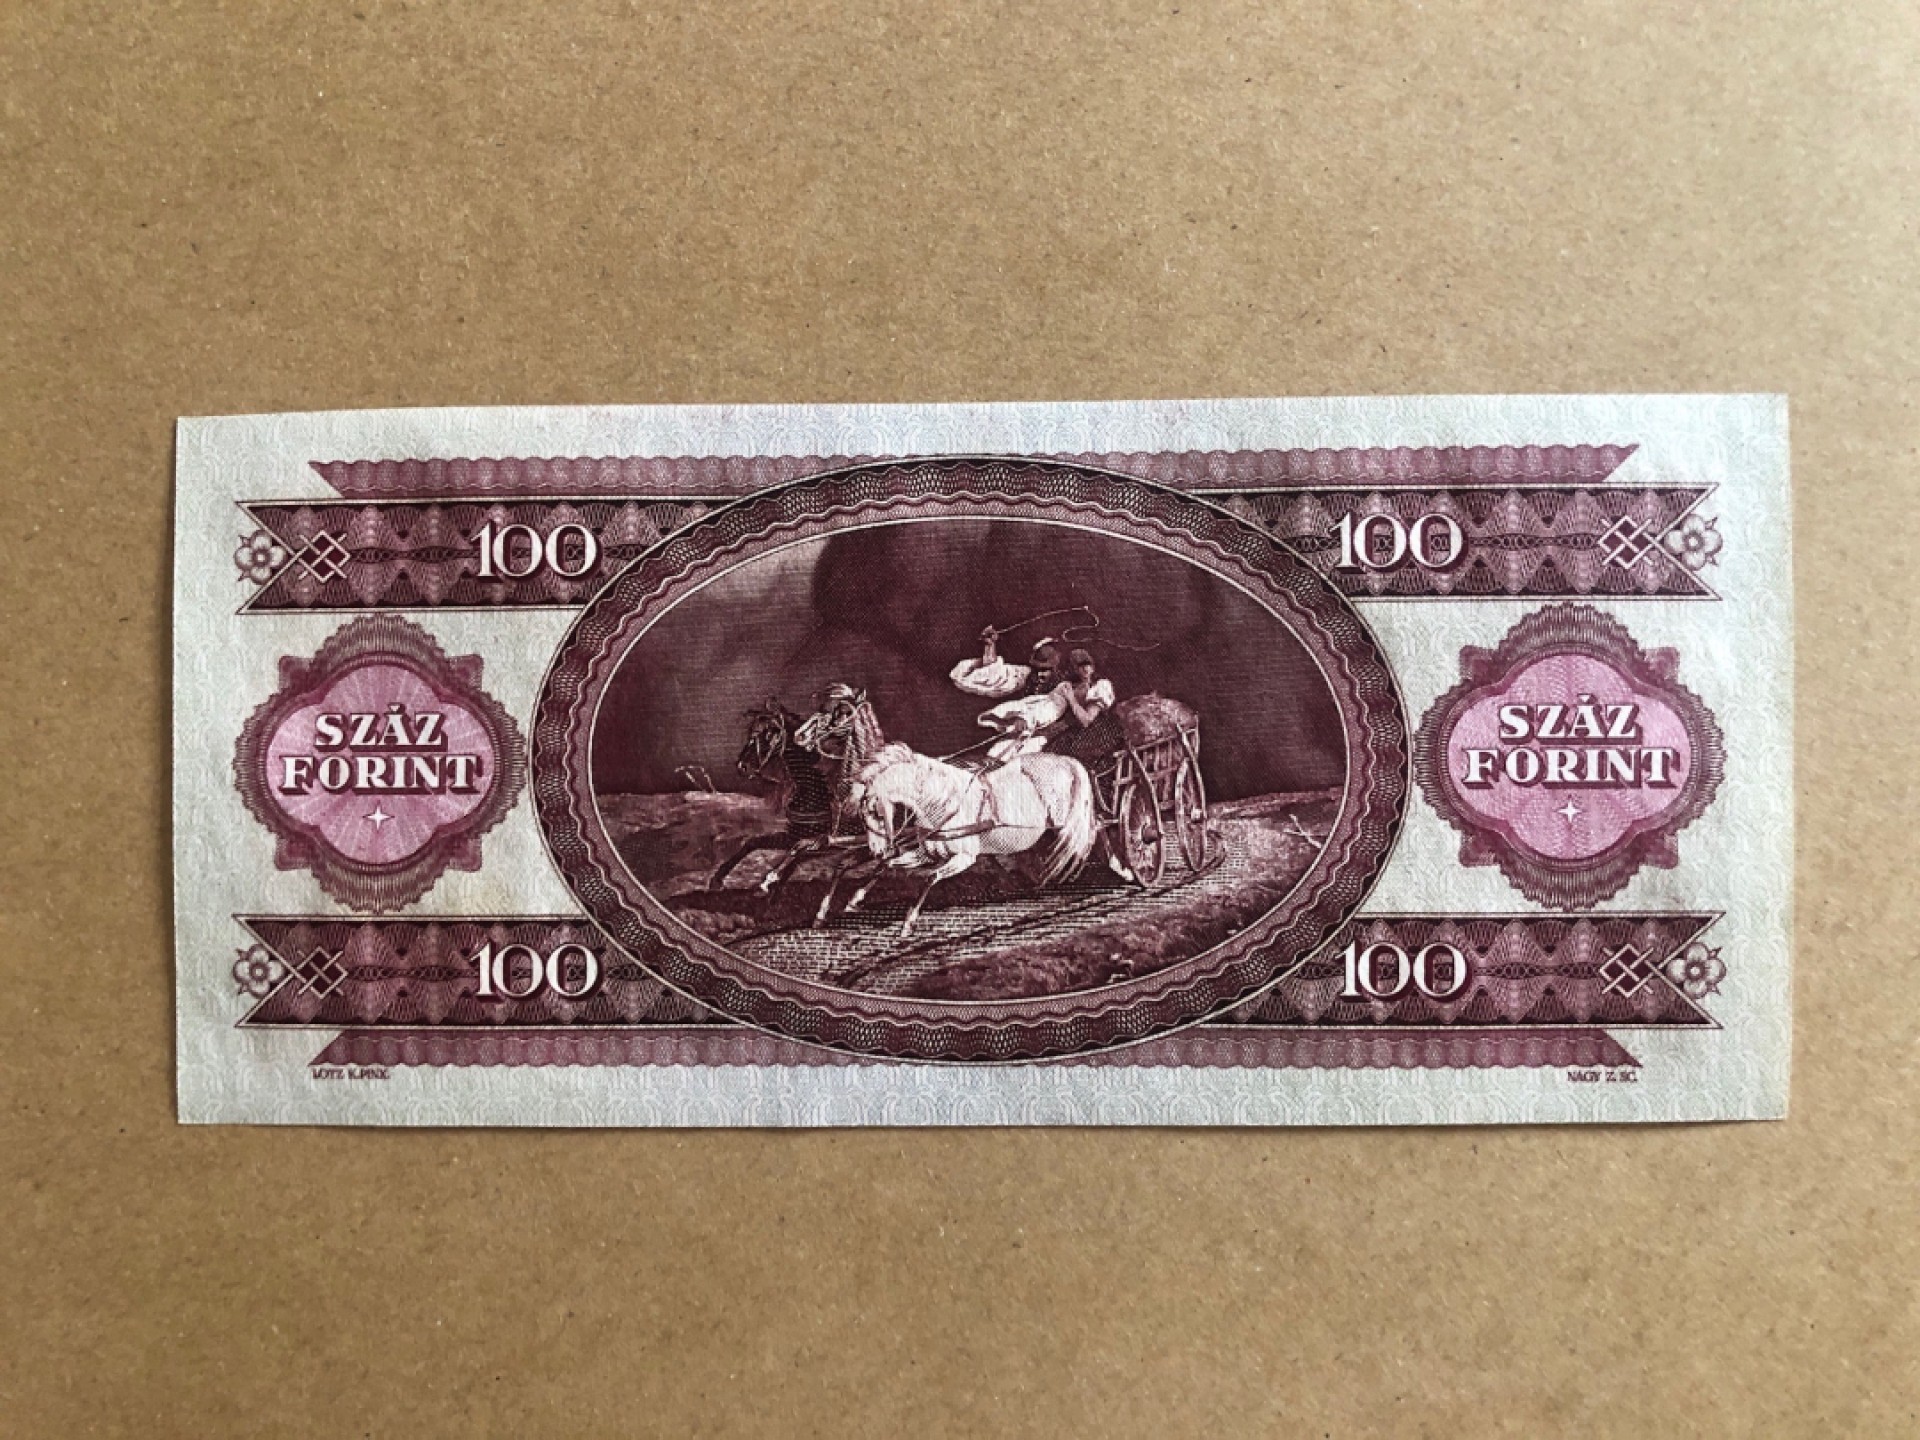 100
100
SZÁZ
FORINT
SZÁZ
FORINT
100
100
LOTZ K. PINX.
NAGY Z. SC.